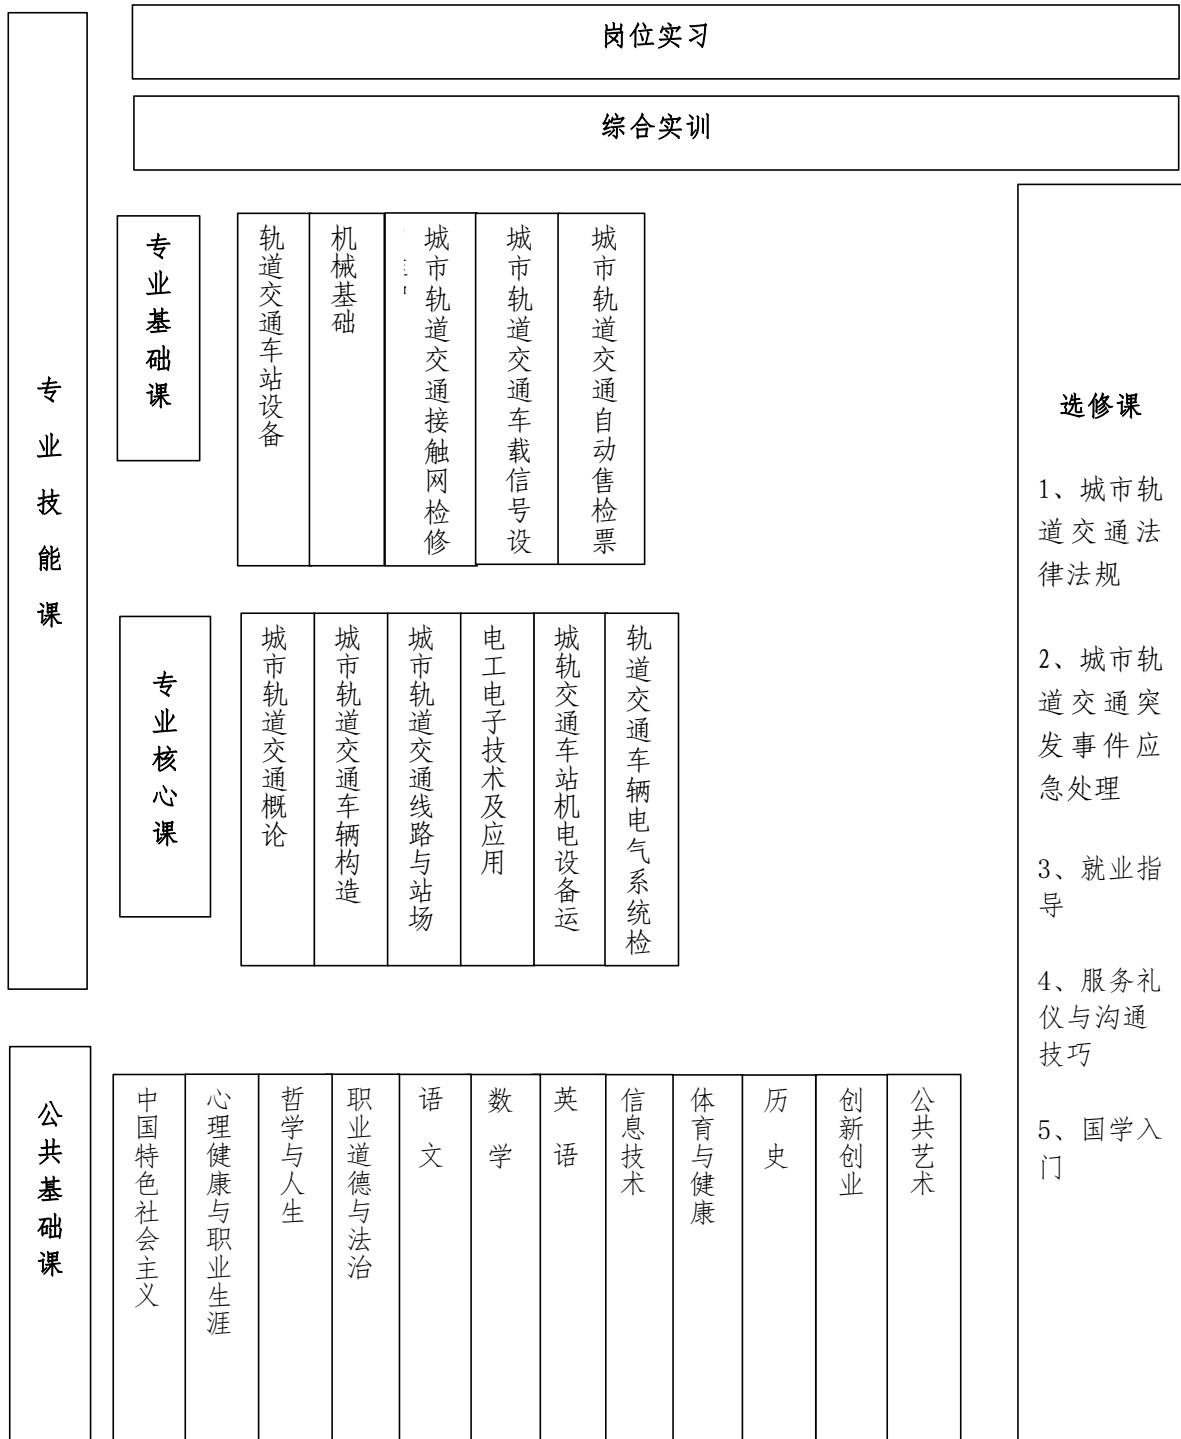 岗位实习
综合实训
专业技能课
专业基础课
轨道交通车站设备
机械基础
城市轨道交通接触网检修
城市轨道交通车载信号设
城市轨道交通自动售检票
专业核心课
城市轨道交通概论
城市轨道交通车辆构造
城市轨道交通线路与站场
电工电子技术及应用
城轨交通车站机电设备运
轨道交通车辆电气系统检
选修课
1、城市轨
道交通法
律法规
2、城市轨
道交通突
发事件应
急处理
3、就业指
导
4、服务礼
仪与沟通
技巧
5、国学入
门
公共基础课
中国特色社会主义
心理健康与职业生涯
哲学与人生
职业道德与法治
语文
数学
英语
信息技术
体育与健康
历史
创新创业
公共艺术